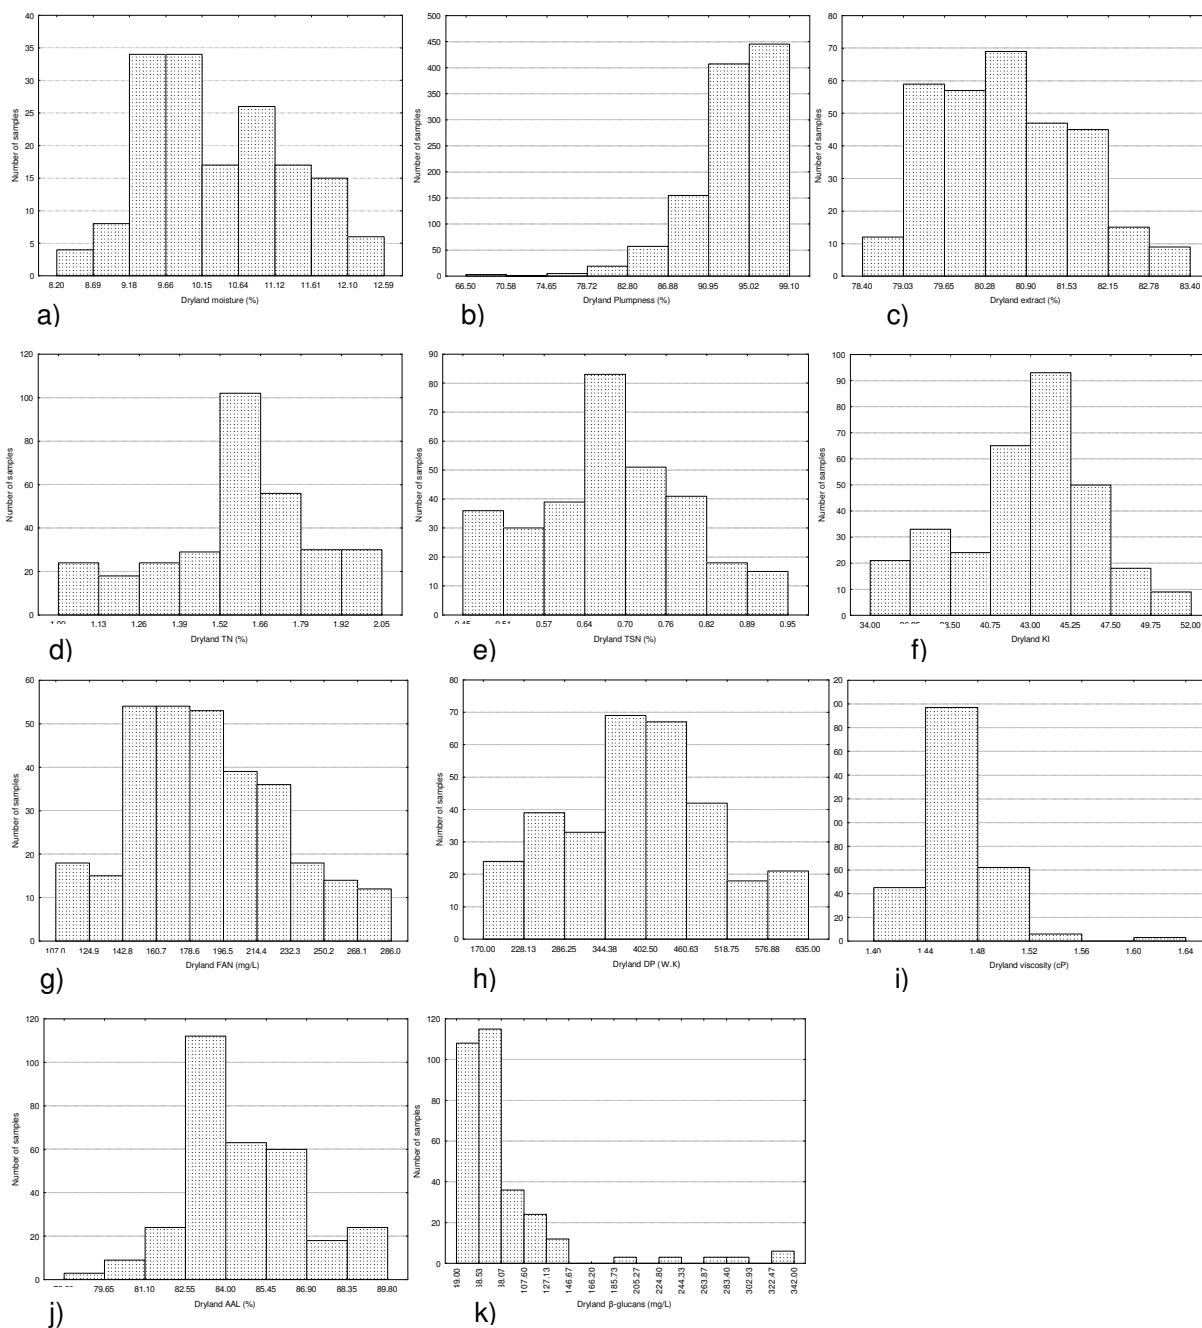 40
35
30
25
20
15
10
5
0
Number of samples
8.20 8.69 9.18 9.66 10.15 10.64 11.12 11.61 12.10 12.59
Dryland moisture (%)
a)
500
450
400
350
300
250
200
150
100
50
0
Number of samples
66.50 70.58 74.65 78.72 82.80 86.88 90.95 95.02 99.10
Dryland Plumpness (%)
b)
80
70
60
50
40
30
20
10
0
Number of samples
78.40 79.03 79.65 80.28 80.90 81.53 82.15 82.78 83.40
Dryland extract (%)
c)
120
100
80
60
40
20
0
Number of samples
1.13 1.26 1.39 1.52 1.66 1.79 1.92 2.05
Dryland TN (%)
d)
90
80
70
60
50
40
30
20
10
0
Number of samples
0.45 0.51 0.57 0.64 0.70 0.76 0.82 0.89 0.95
Dryland TSN (%)
e)
100
90
80
70
60
50
40
30
20
10
0
Number of samples
34.00 40.75 43.00 45.25 47.50 49.75 52.00
Dryland KI
f)
60
50
40
30
20
10
0
Number of samples
107.0 124.9 142.8 160.7 178.6 196.5 214.4 232.3 250.2 268.1 286.0
Dryland FAN (mg/L)
g)
80
70
60
50
40
30
20
10
0
Number of samples
170.00 228.13 286.25 344.38 402.50 460.63 518.75 576.88 635.00
Dryland DP (W.K)
h)
20
00
80
60
40
20
00
80
60
40
20
0
1.40 1.44 1.48 1.52 1.56 1.60 1.64
Dryland viscosity (cP)
i)
120
100
80
60
40
20
0
Number of samples
79.65 81.10 82.55 84.00 85.45 86.90 88.35 89.80
Dryland AAL (%)
j)
120
100
80
60
40
20
0
Number of samples
19.00 38.53 38.07 107.60 127.13 146.67 166.20 185.73 205.27 224.80 244.33 263.87 283.40 302.93 322.47 342.00
Dryland β-glucans (mg/L)
k)